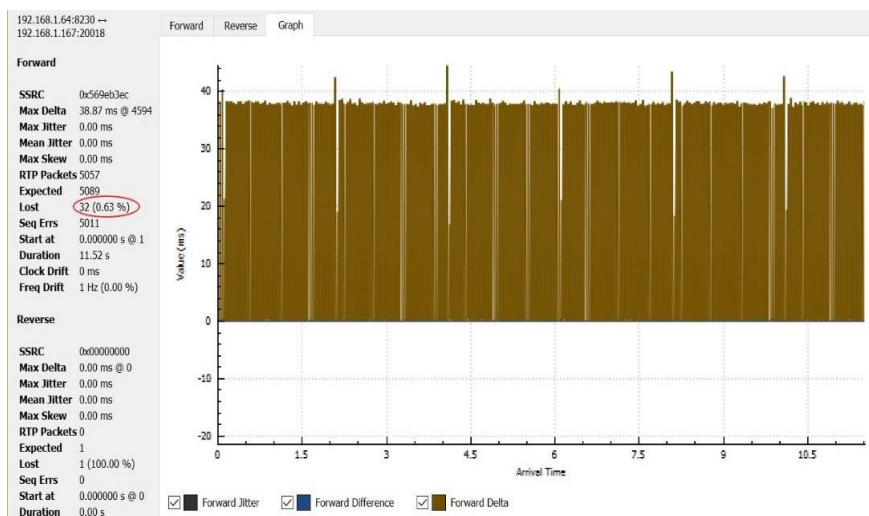 192.168.1.64:8230 ↔
192.168.1.167:20018
Forward
SSRC 0x569eb3ec
Max Delta 38.87 ms @ 4594
Max Jitter 0.00 ms
Mean Jitter 0.00 ms
Max Skew 0.00 ms
RTP Packets 5057
Expected 5089
Lost 32 (0.63 %)
Seq Errs 5011
Start at 0.000000 s @ 1
Duration 11.52 s
Clock Drift 0 ms
Freq Drift 1 Hz (0.00 %)
Reverse
SSRC 0x00000000
Max Delta 0.00 ms @ 0
Max Jitter 0.00 ms
Mean Jitter 0.00 ms
Max Skew 0.00 ms
RTP Packets 0
Expected 1
Lost 1 (100.00 %)
Seq Errs 0
Start at 0.000000 s @ 0
Duration 0.00 s
Forward Reverse Graph
40
30
20
10
0
-10
-20
Value (ms)
0 1.5 3 4.5 6 7.5 9 10.5
Arrival Time
Forward Jitter Forward Difference Forward Delta